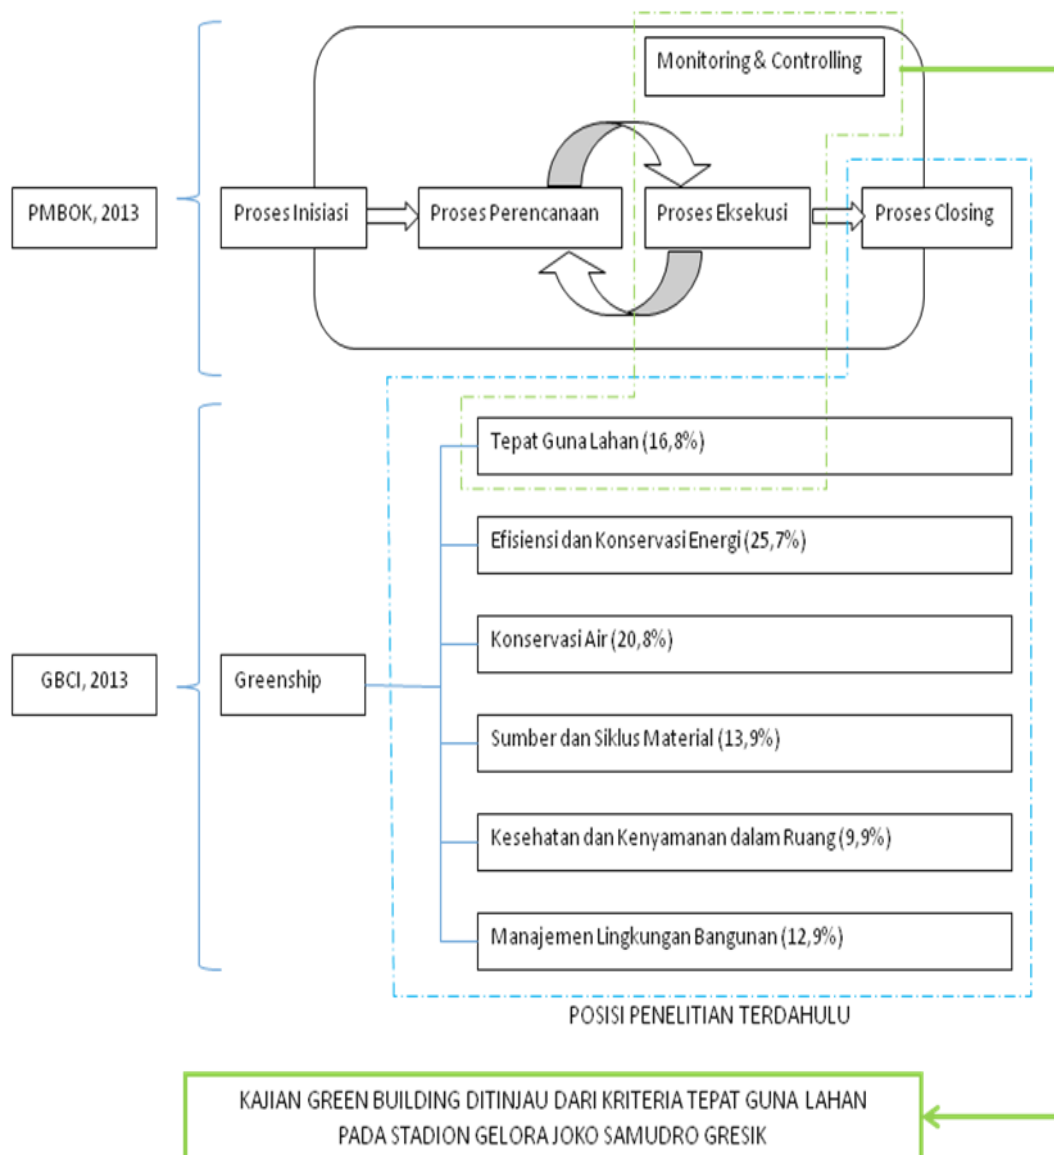 Monitoring & Controlling
PMBOK, 2013
Proses Inisiasi
Proses Perencanaan
Proses Eksekusi
Proses Closing
Tepat Guna Lahan (16,8%)
Efisiensi dan Konservasi Energi (25,7%)
Konservasi Air (20,8%)
GBCI, 2013
Greenship
Sumber dan Siklus Material (13,9%)
Kesehatan dan Kenyamanan dalam Ruang (9,9%)
Manajemen Lingkungan Bangunan (12,9%)
POSISI PENELITIAN TERDAHULU
KAJIAN GREEN BUILDING DITINJAU DARI KRITERIA TEPAT GUNA LAHAN
PADA STADION GELORA JOKO SAMUDRO GRESIK